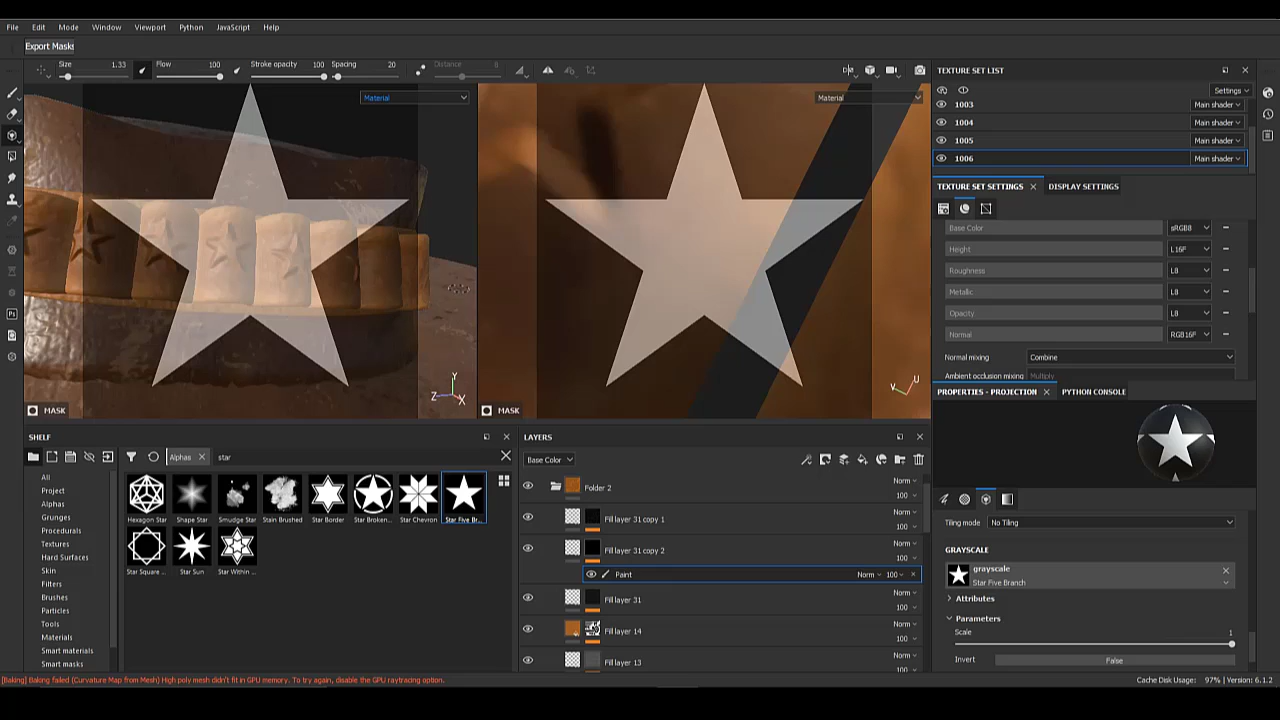 File Edit Mode Window Viewport Python JavaScript Help
Export Masks
Size 1.33 Flow 100 Stroke opacity 100 Spacing 20 Distance 8
Material
Material
MASK
MASK
Y
Z
X
V
U
TEXTURE SET LIST
Settings
1003 Main shader
1004 Main shader
1005 Main shader
1006 Main shader
TEXTURE SET SETTINGS DISPLAY SETTINGS
Base Color sRGB8
Height L16F
Roughness L8
Metallic L8
Opacity L8
Normal RGB16F
Normal mixing Combine
Ambient occlusion mixing Multiply
PROPERTIES - PROJECTION PYTHON CONSOLE
Tiling mode No Tiling
GRAYSCALE
grayscale
Star Five Branch
Attributes
Parameters
Scale 1
Invert False
SHELF
Alphas star
All
Project
Alphas
Grunges
Procedurals
Textures
Hard Surfaces
Skin
Filters
Brushes
Particles
Tools
Materials
Smart materials
Smart masks
Hexagon Star Shape Star Smudge Star Stain Brushed Star Border Star Broken... Star Chevron Star Five Br...
Star Square ... Star Sun Star Within ...
LAYERS
Base Color
Folder 2 Norm 100
Fill layer 31 copy 1 Norm 100
Fill layer 31 copy 2 Norm 100
Paint Norm 100
Fill layer 31 Norm 100
Fill layer 14 Norm 100
Fill layer 13 Norm 100
[Baking] Baking failed (Curvature Map from Mesh) High poly mesh didn't fit in GPU memory. To try again, disable the GPU raytracing option.
Cache Disk Usage: 97% | Version: 6.1.2